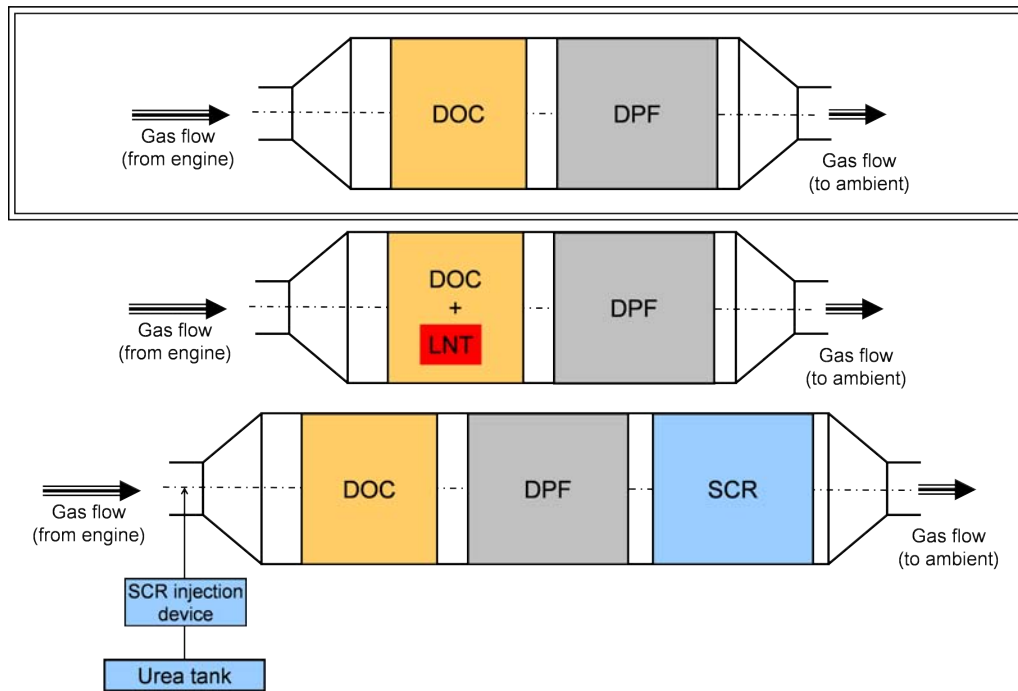 DOC
DPF
Gas flow
(from engine)
Gas flow
(to ambient)
DOC
+
LNT
DPF
Gas flow
(from engine)
Gas flow
(to ambient)
DOC
DPF
SCR
Gas flow
(from engine)
Gas flow
(to ambient)
SCR injection
device
Urea tank